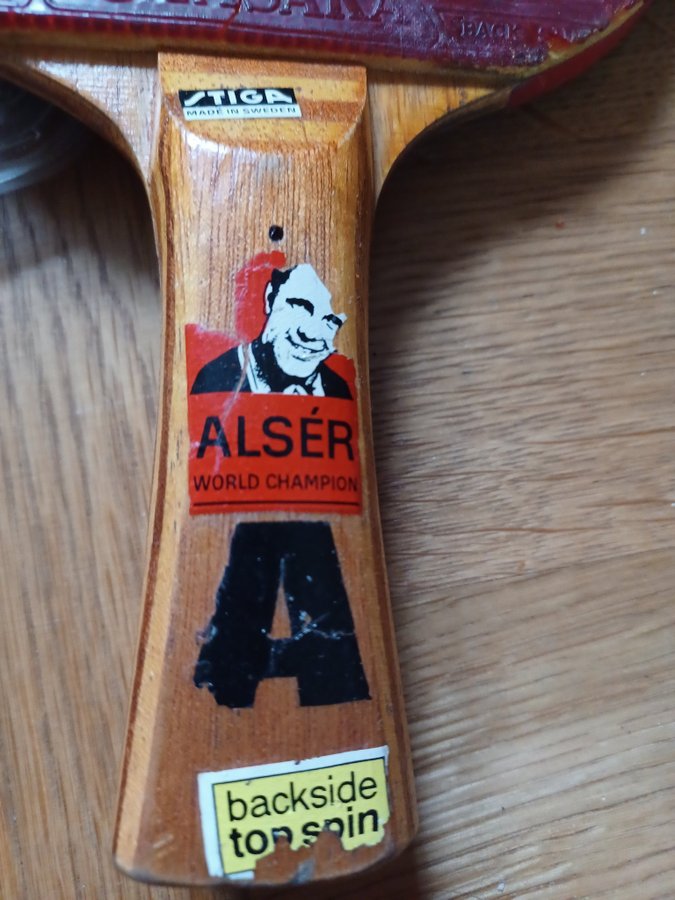 BACK
STIGA
MADE IN SWEDEN
ALSÉR
WORLD CHAMPION
A
backside
top spin